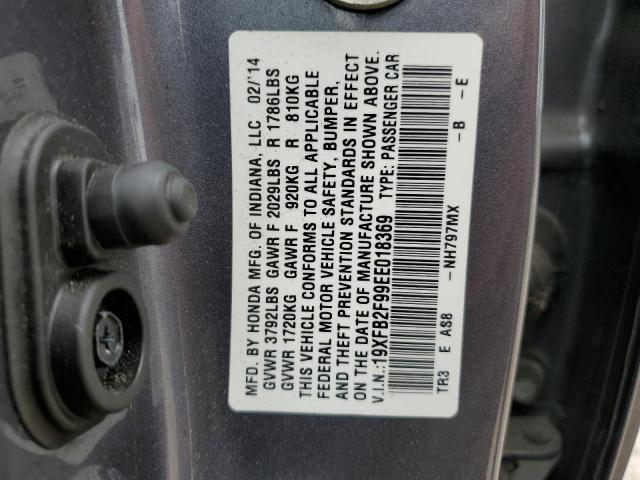 MFD. BY HONDA MFG. OF INDIANA, LLC 02/'14
GVWR 3792LBS GAWR F 2029LBS R 1786LBS
GVWR 1720KG GAWR F 920KG R 810KG
THIS VEHICLE CONFORMS TO ALL APPLICABLE
FEDERAL MOTOR VEHICLE SAFETY, BUMPER,
AND THEFT PREVENTION STANDARDS IN EFFECT
ON THE DATE OF MANUFACTURE SHOWN ABOVE.
V.I.N.:19XFB2F99EE018369 TYPE: PASSENGER CAR
TR3 E AS8 -NH797MX -B -E